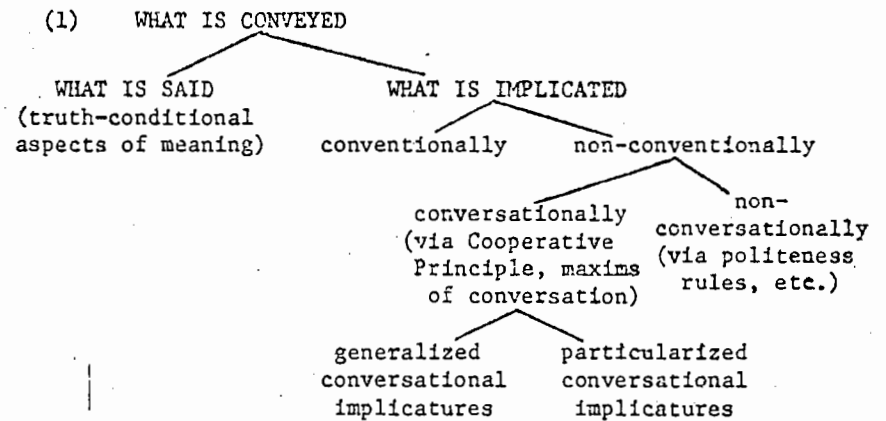 (1) WHAT IS CONVEYED
WHAT IS SAID WHAT IS IMPLICATED
(truth-conditional
aspects of meaning) conventionally non-conventionally
conversationally
(via Cooperative
Principle, maxims
of conversation)
non-
conversationally
(via politeness
rules, etc.)
generalized
conversational
implicatures
particularized
conversational
implicatures